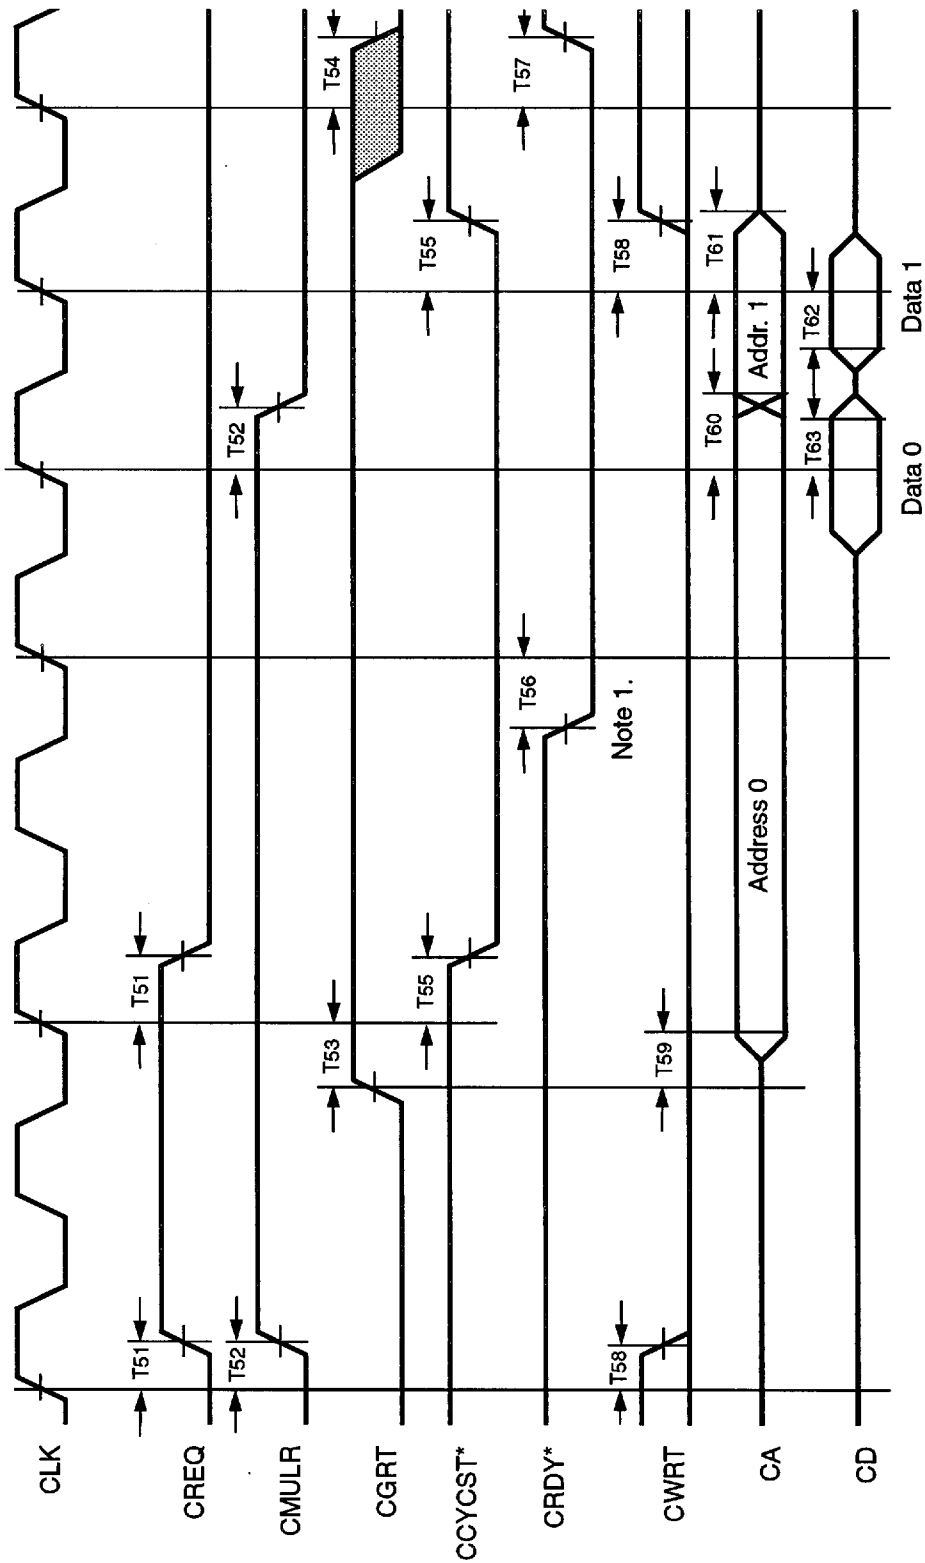 CLK
CREQ
T51
T51
CMULR
T52
T52
CGRT
T53
T54
CCYCST*
T55
T55
CRDY*
T56
Note 1.
T57
CWRT
T58
T58
CA
T59
Address 0
T60
Addr. 1
T61
CD
T63
T62
Data 0
Data 1